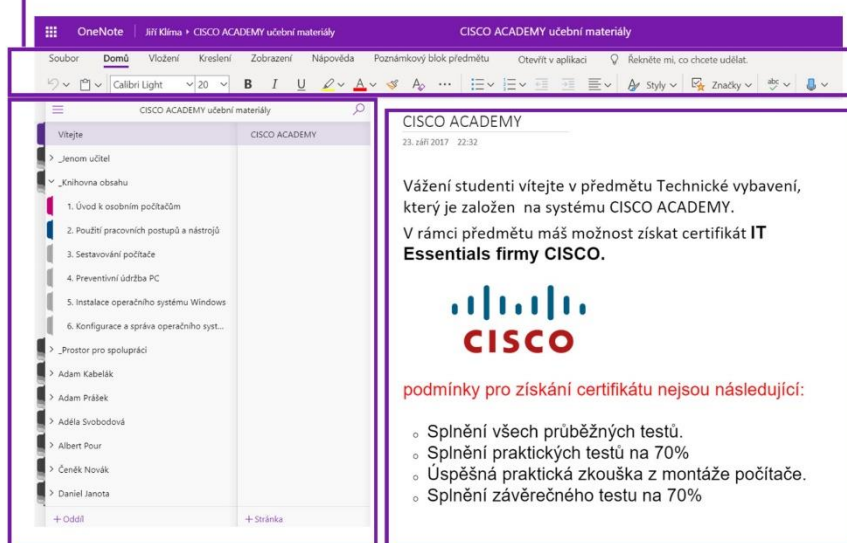 OneNote
Jiří Klíma ▸ CISCO ACADEMY učební materiály
CISCO ACADEMY učební materiály
Soubor Domů Vložení Kreslení Zobrazení Nápověda Poznámkový blok předmětu Otevřít v aplikaci Řekněte mi, co chcete udělat.
Calibri Light 20 B I U A A Styly Značky abc
CISCO ACADEMY učební materiály
Vítejte
CISCO ACADEMY
_Jenom učitel
_Knihovna obsahu
1. Úvod k osobním počítačům
2. Použití pracovních postupů a nástrojů
3. Sestavování počítače
4. Preventivní údržba PC
5. Instalace operačního systému Windows
6. Konfigurace a správa operačního syst...
_Prostor pro spolupráci
Adam Kabelák
Adam Prášek
Adéla Svobodová
Albert Pour
Čeněk Novák
Daniel Janota
+ Oddíl
+ Stránka
CISCO ACADEMY
23. září 2017 22:32
Vážení studenti vítejte v předmětu Technické vybavení,
který je založen na systému CISCO ACADEMY.
V rámci předmětu máš možnost získat certifikát IT
Essentials firmy CISCO.
CISCO
podmínky pro získání certifikátu nejsou následující:
Splnění všech průběžných testů.
Splnění praktických testů na 70%
Úspěšná praktická zkouška z montáže počítače.
Splnění závěrečného testu na 70%